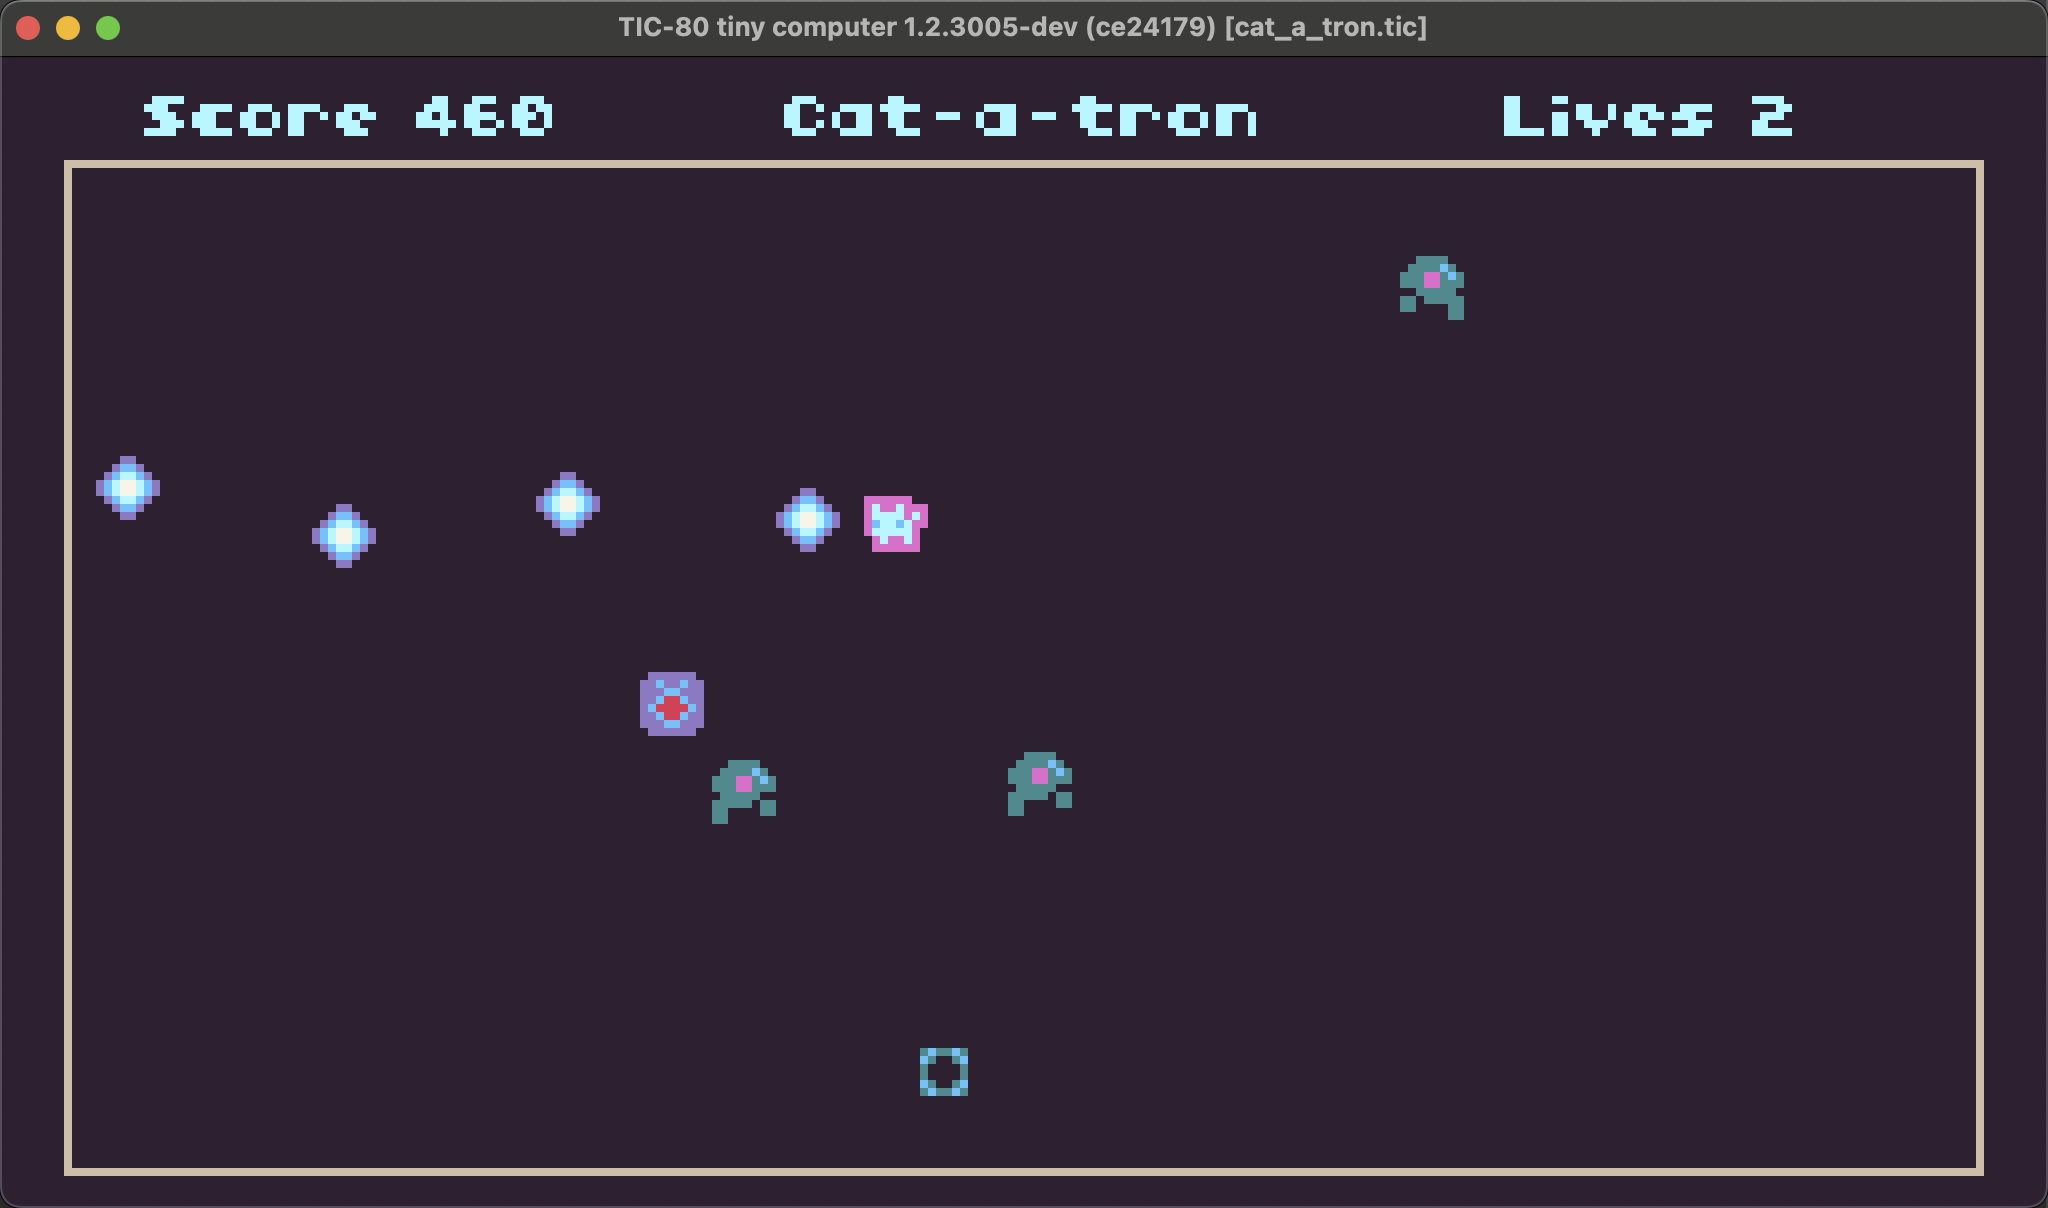 TIC-80 tiny computer 1.2.3005-dev (ce24179) [cat_a_tron.tic]
Score 460 Cat-a-tron Lives 2